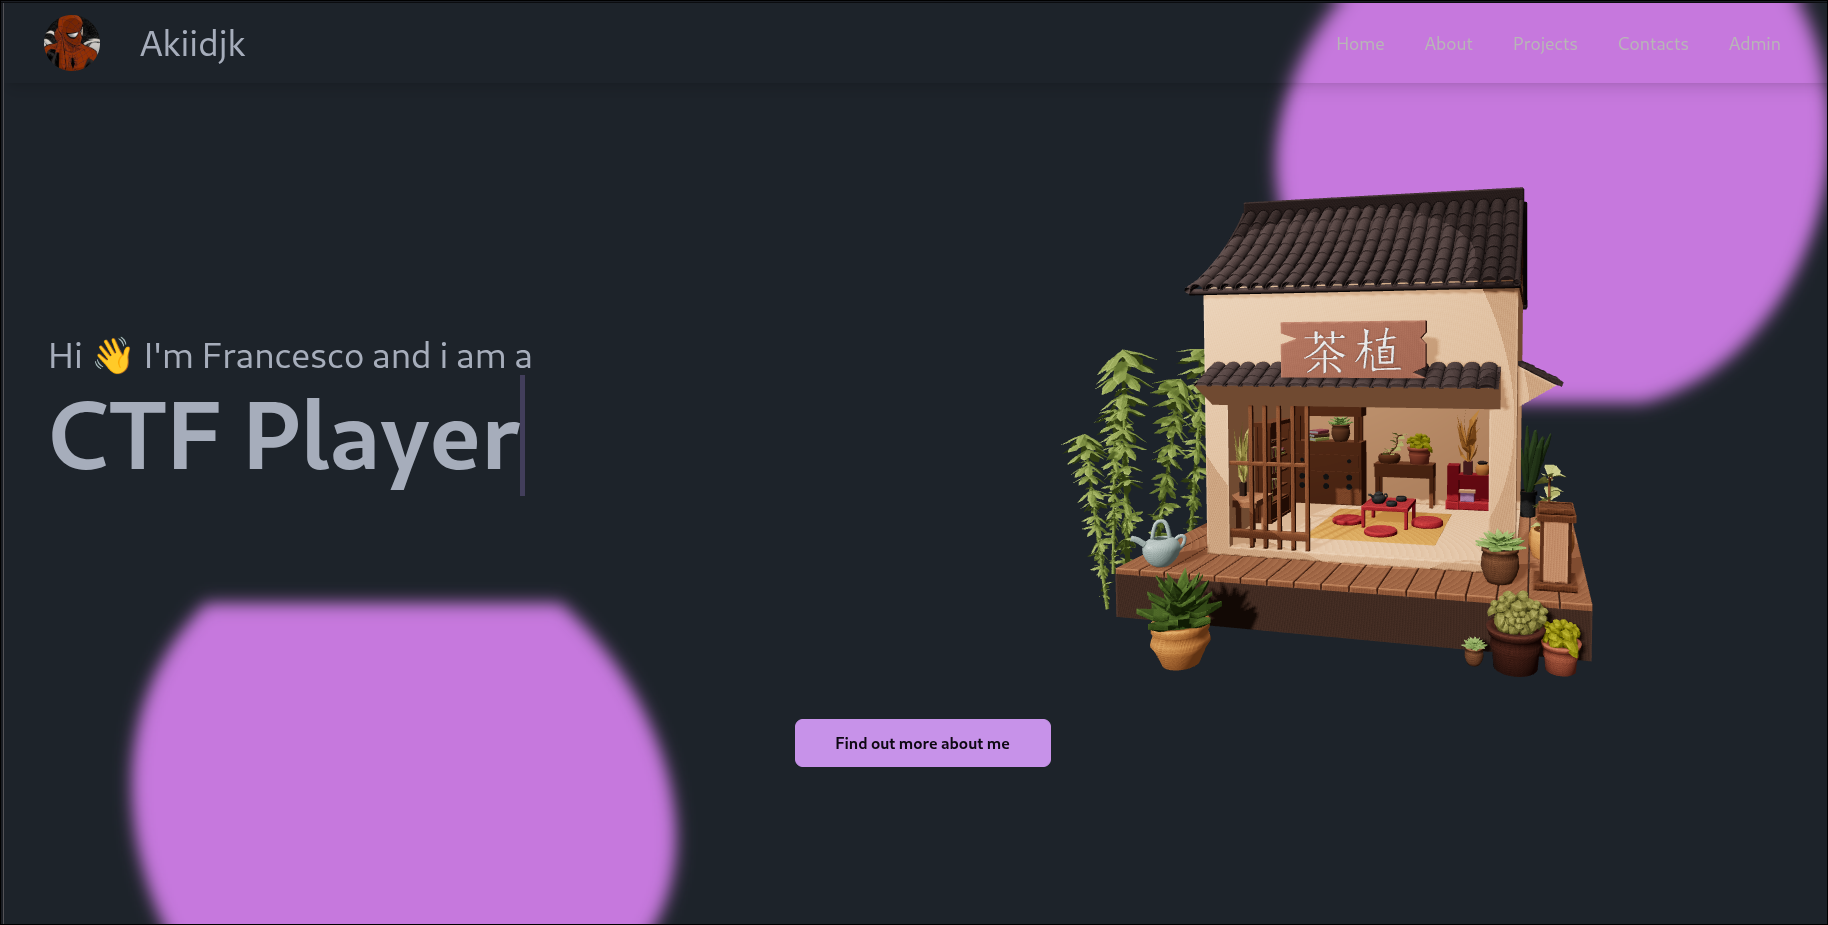 Akiidjk
Home
About
Projects
Contacts
Admin
Hi 👋 I'm Francesco and i am a
CTF Player
茶植
Find out more about me